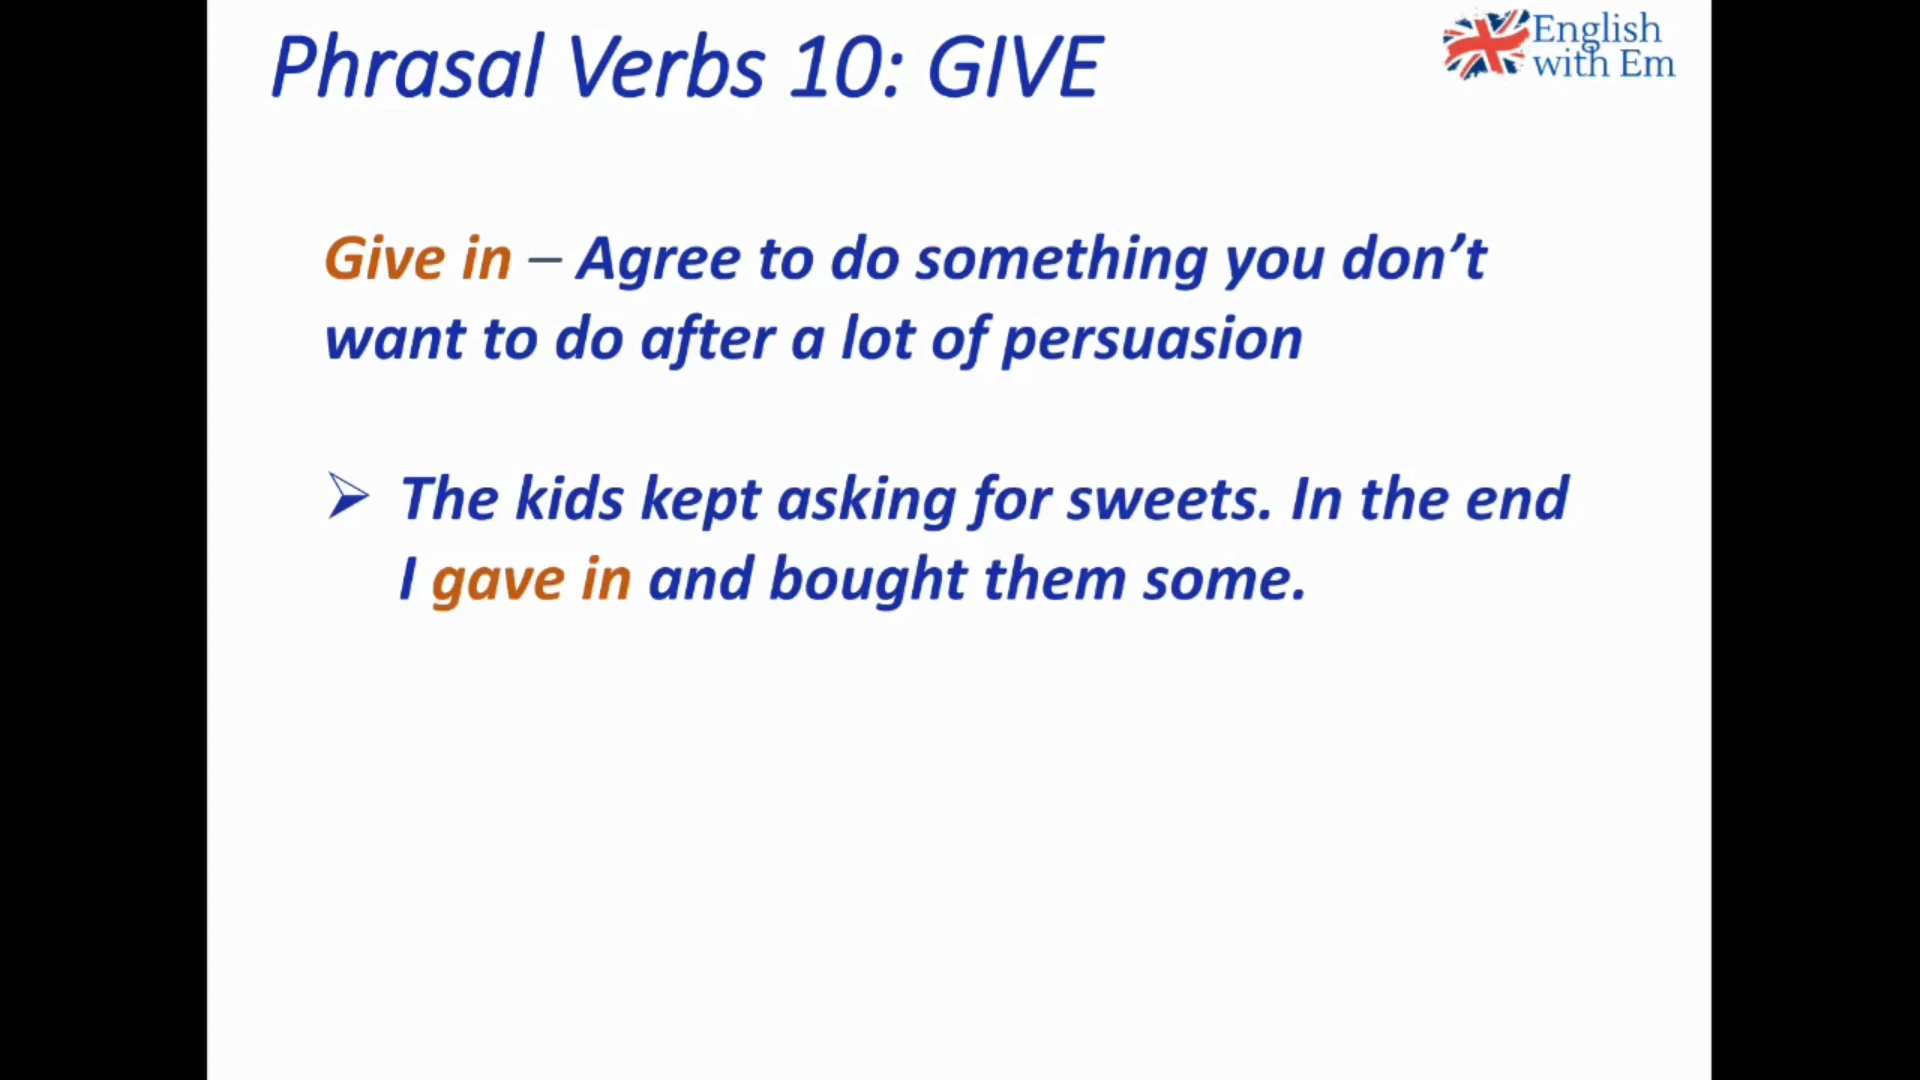 Phrasal Verbs 10: GIVE
English
with Em
Give in – Agree to do something you don’t
want to do after a lot of persuasion
➢ The kids kept asking for sweets. In the end
I gave in and bought them some.